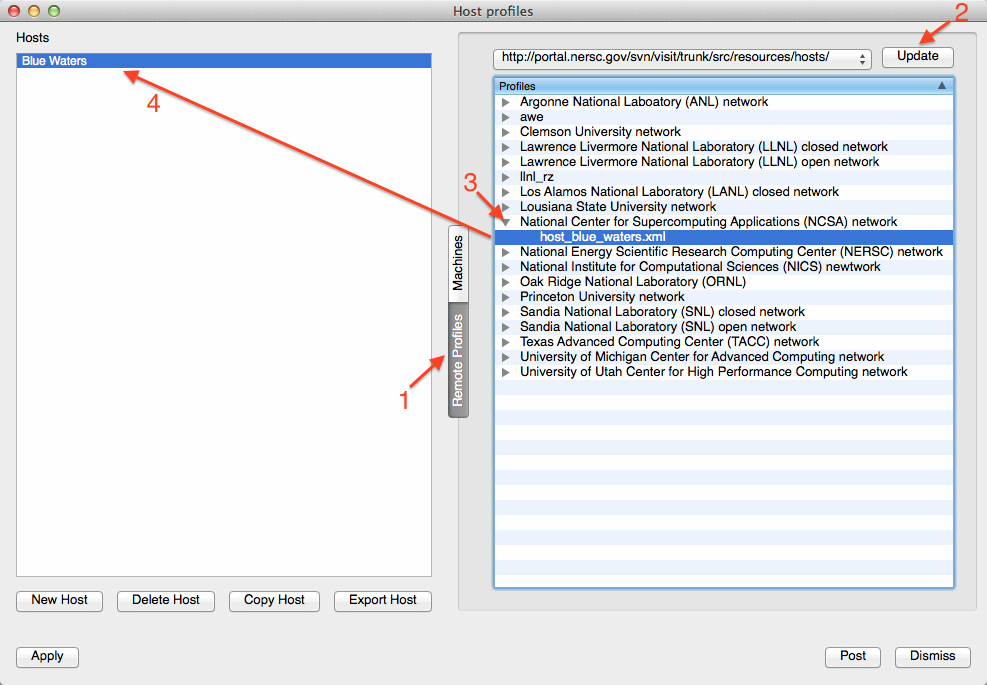 Host profiles
Hosts
Blue Waters
http://portal.nersc.gov/svn/visit/trunk/src/resources/hosts/
Update
2
Profiles
Argonne National Laboatory (ANL) network
awe
Clemson University network
Lawrence Livermore National Laboratory (LLNL) closed network
Lawrence Livermore National Laboratory (LLNL) open network
llnl_rz
Los Alamos National Laboratory (LANL) closed network
Lousiana State University network
National Center for Supercomputing Applications (NCSA) network
host_blue_waters.xml
National Energy Scientific Research Computing Center (NERSC) network
National Institute for Computational Sciences (NICS) newtwork
Oak Ridge National Laboratory (ORNL)
Princeton University network
Sandia National Laboratory (SNL) closed network
Sandia National Laboratory (SNL) open network
Texas Advanced Computing Center (TACC) network
University of Michigan Center for Advanced Computing network
University of Utah Center for High Performance Computing network
4
3
Machines
Remote Profiles
1
New Host
Delete Host
Copy Host
Export Host
Apply
Post
Dismiss